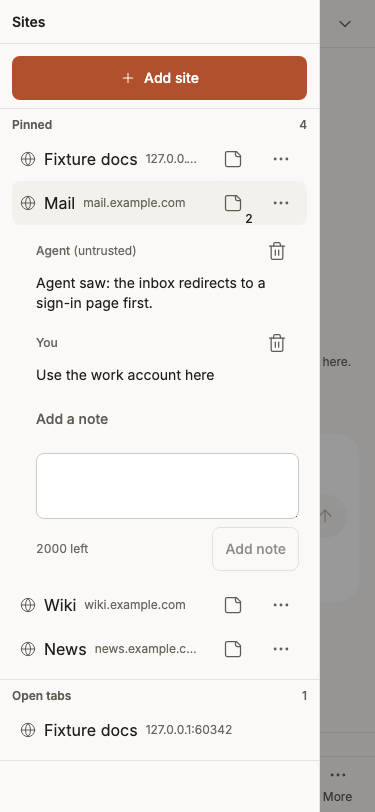 Sites
Add site
Pinned 4
Fixture docs 127.0.0....
Mail mail.example.com 2
Agent (untrusted)
Agent saw: the inbox redirects to a
sign-in page first.
You
Use the work account here
Add a note
2000 left Add note
Wiki wiki.example.com
News news.example.c...
Open tabs 1
Fixture docs 127.0.0.1:60342
here.
More